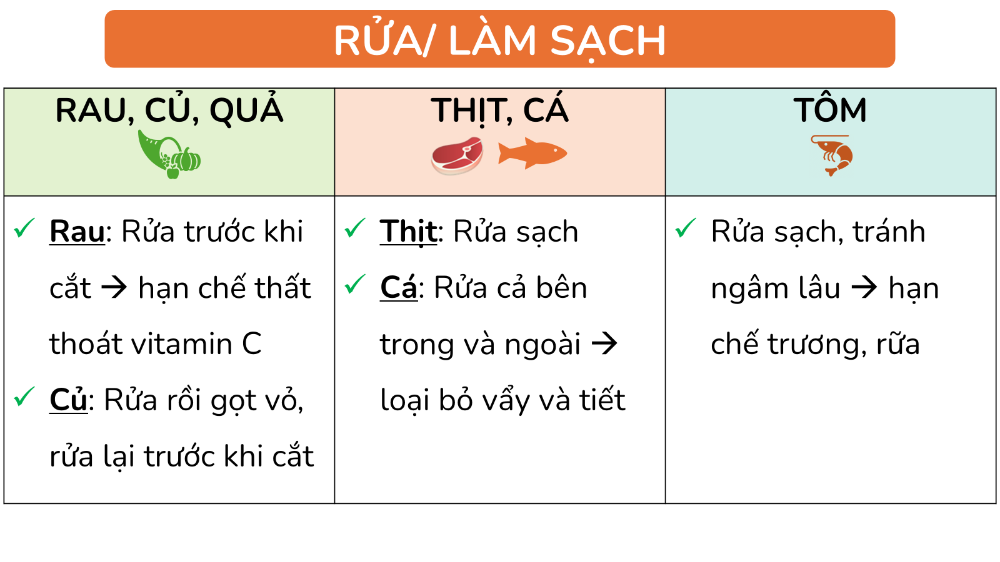 RỬA/ LÀM SẠCH
RAU, CỦ, QUẢ
Rau: Rửa trước khi
cắt → hạn chế thất
thoát vitamin C
Củ: Rửa rồi gọt vỏ,
rửa lại trước khi cắt
THỊT, CÁ
Thịt: Rửa sạch
Cá: Rửa cả bên
trong và ngoài →
loại bỏ vẩy và tiết
TÔM
Rửa sạch, tránh
ngâm lâu → hạn
chế trương, rữa